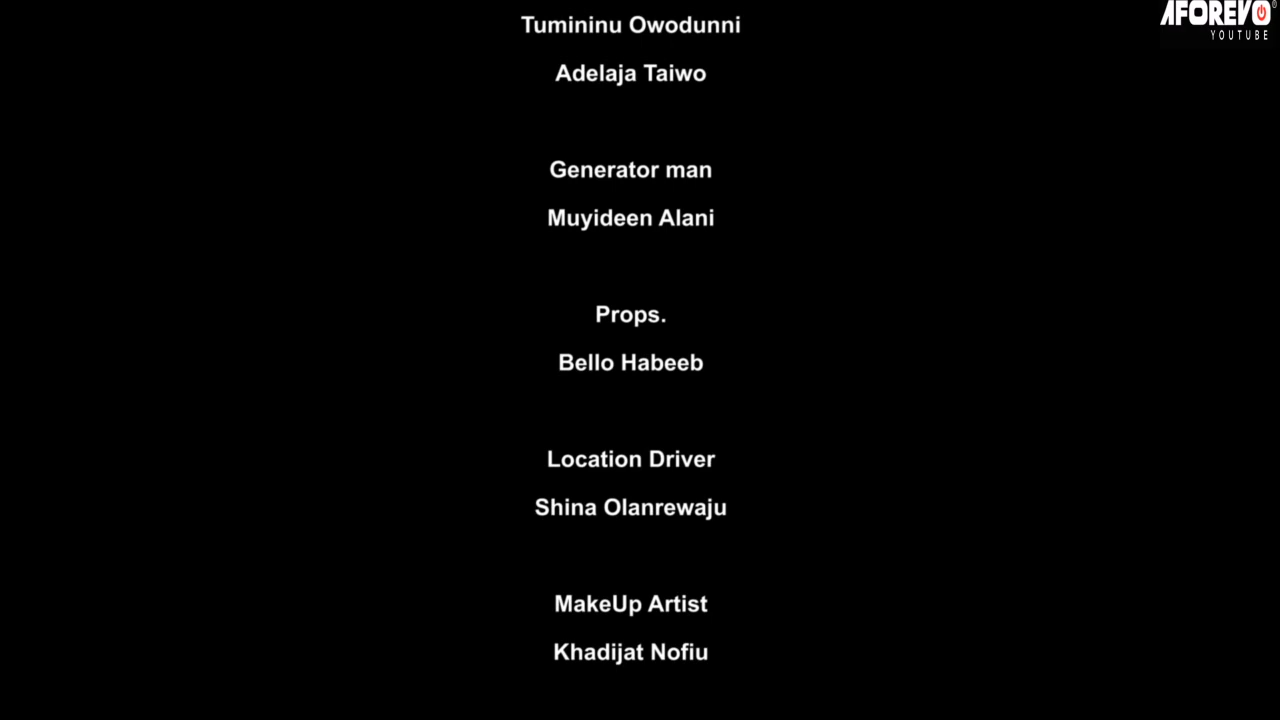 AFOREVO
YOUTUBE
Tumininu Owodunni
Adelaja Taiwo
Generator man
Muyideen Alani
Props.
Bello Habeeb
Location Driver
Shina Olanrewaju
MakeUp Artist
Khadijat Nofiu